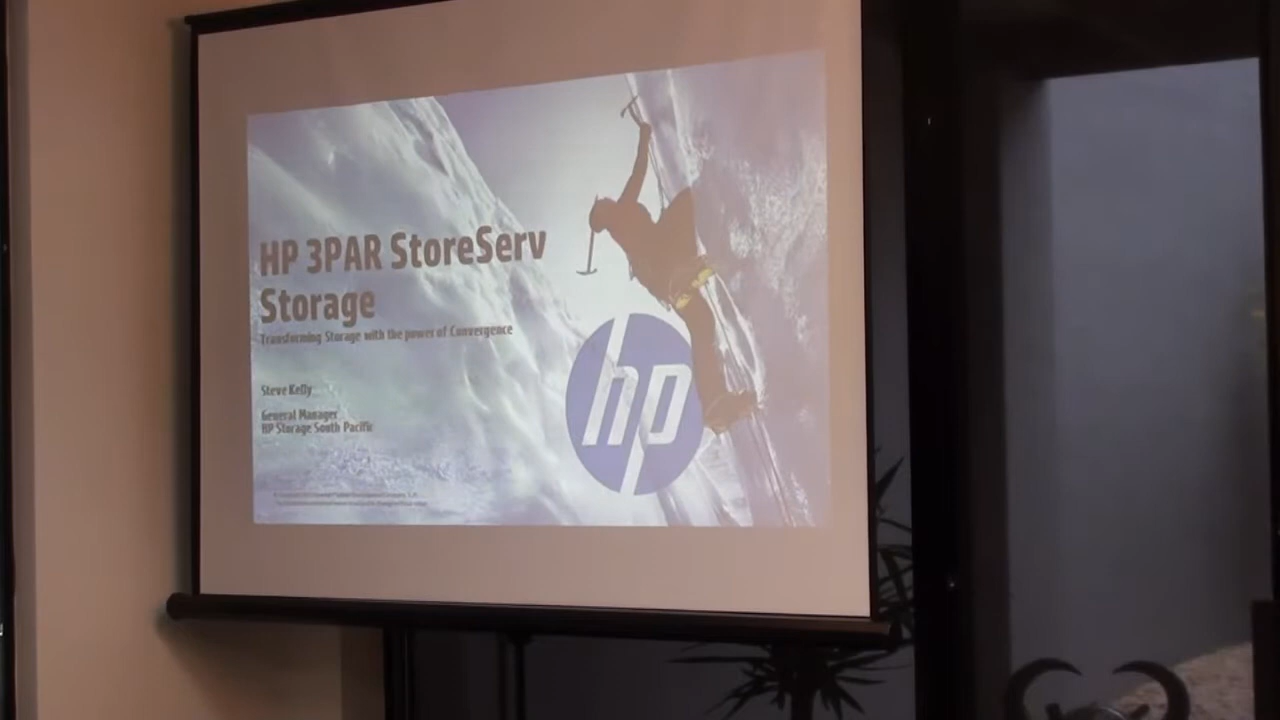 HP 3PAR StoreServ
Storage
Transforming Storage with the power of Convergence
Steve Kelly
General Manager
HP Storage South Pacific
hp